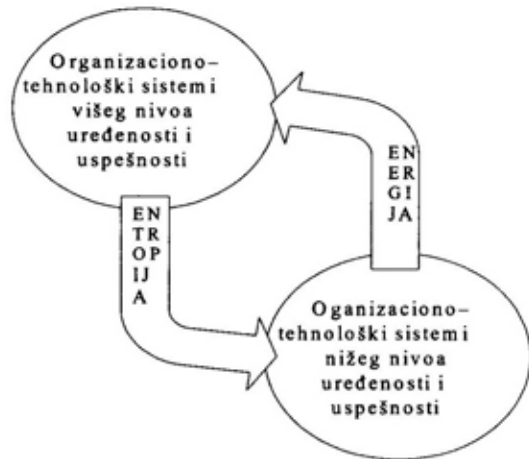 Organizaciono–
tehnološki sistemi
višeg nivoa
uređenosti i
uspešnosti
EN
ER
GI
JA
EN
TR
OP
IJ
A
Oganizaciono–
tehnološki sistemi
nižeg nivoa
uređenosti i
uspešnosti